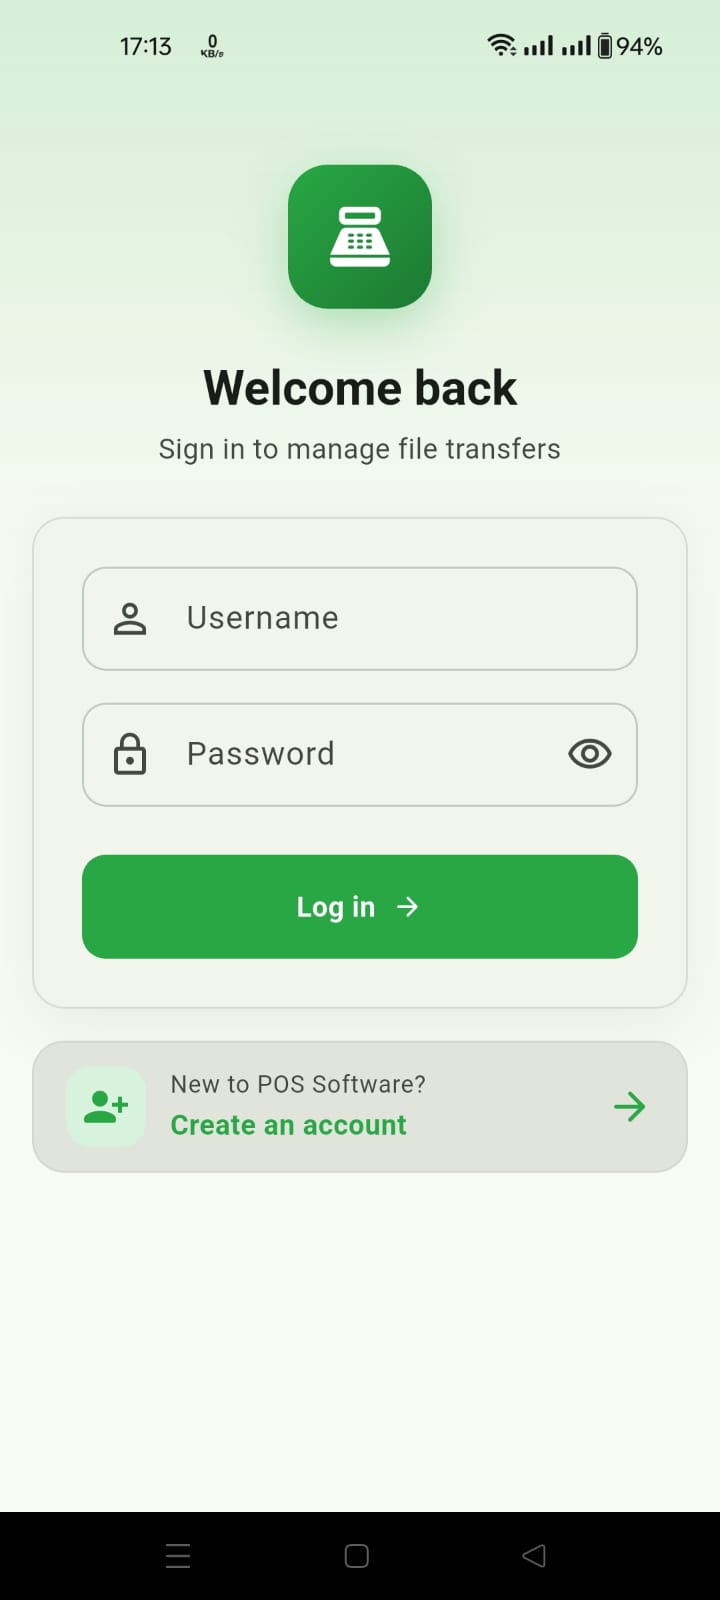 17:13 0 KB/s 94%
Welcome back
Sign in to manage file transfers
Username
Password
Log in
New to POS Software?
Create an account